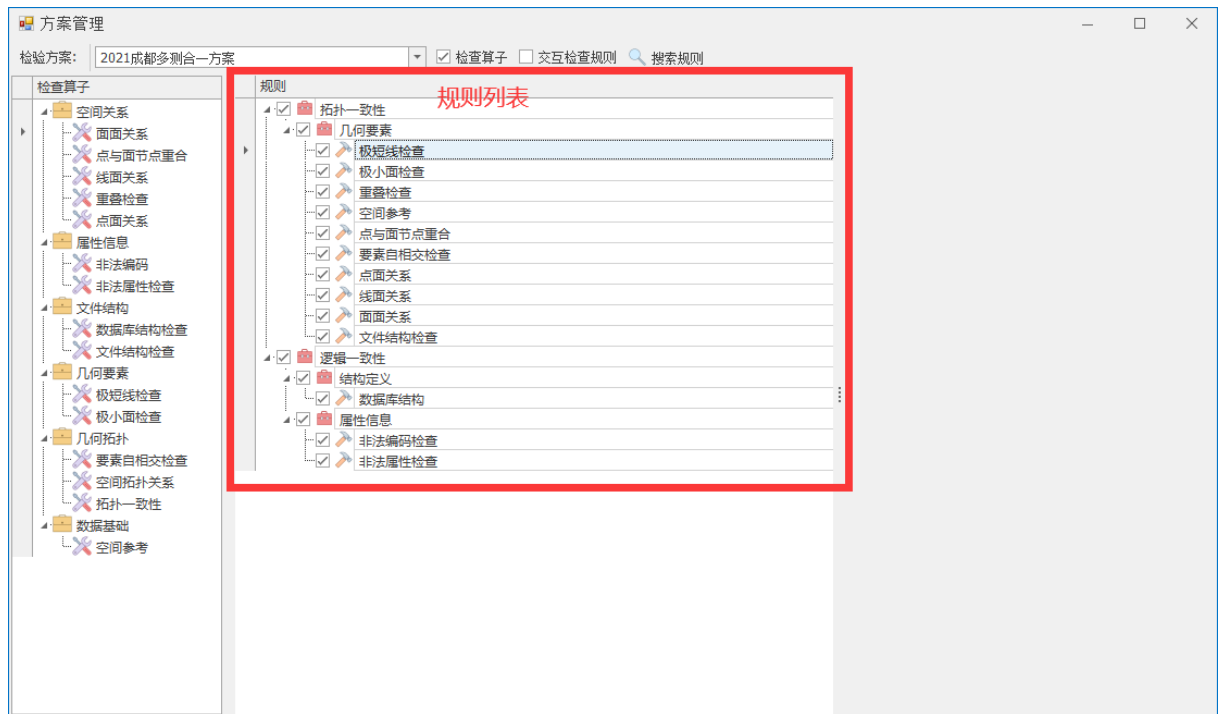 方案管理
检验方案: 2021成都多测合一方案 检查算子 交互检查规则 搜索规则
检查算子
空间关系
面面关系
点与面节点重合
线面关系
重叠检查
点面关系
属性信息
非法编码
非法属性检查
文件结构
数据库结构检查
文件结构检查
几何要素
极短线检查
极小面检查
几何拓扑
要素自相交检查
空间拓扑关系
拓扑一致性
数据基础
空间参考
规则
规则列表
拓扑一致性
几何要素
极短线检查
极小面检查
重叠检查
空间参考
点与面节点重合
要素自相交检查
点面关系
线面关系
面面关系
文件结构检查
逻辑一致性
结构定义
数据库结构
属性信息
非法编码检查
非法属性检查